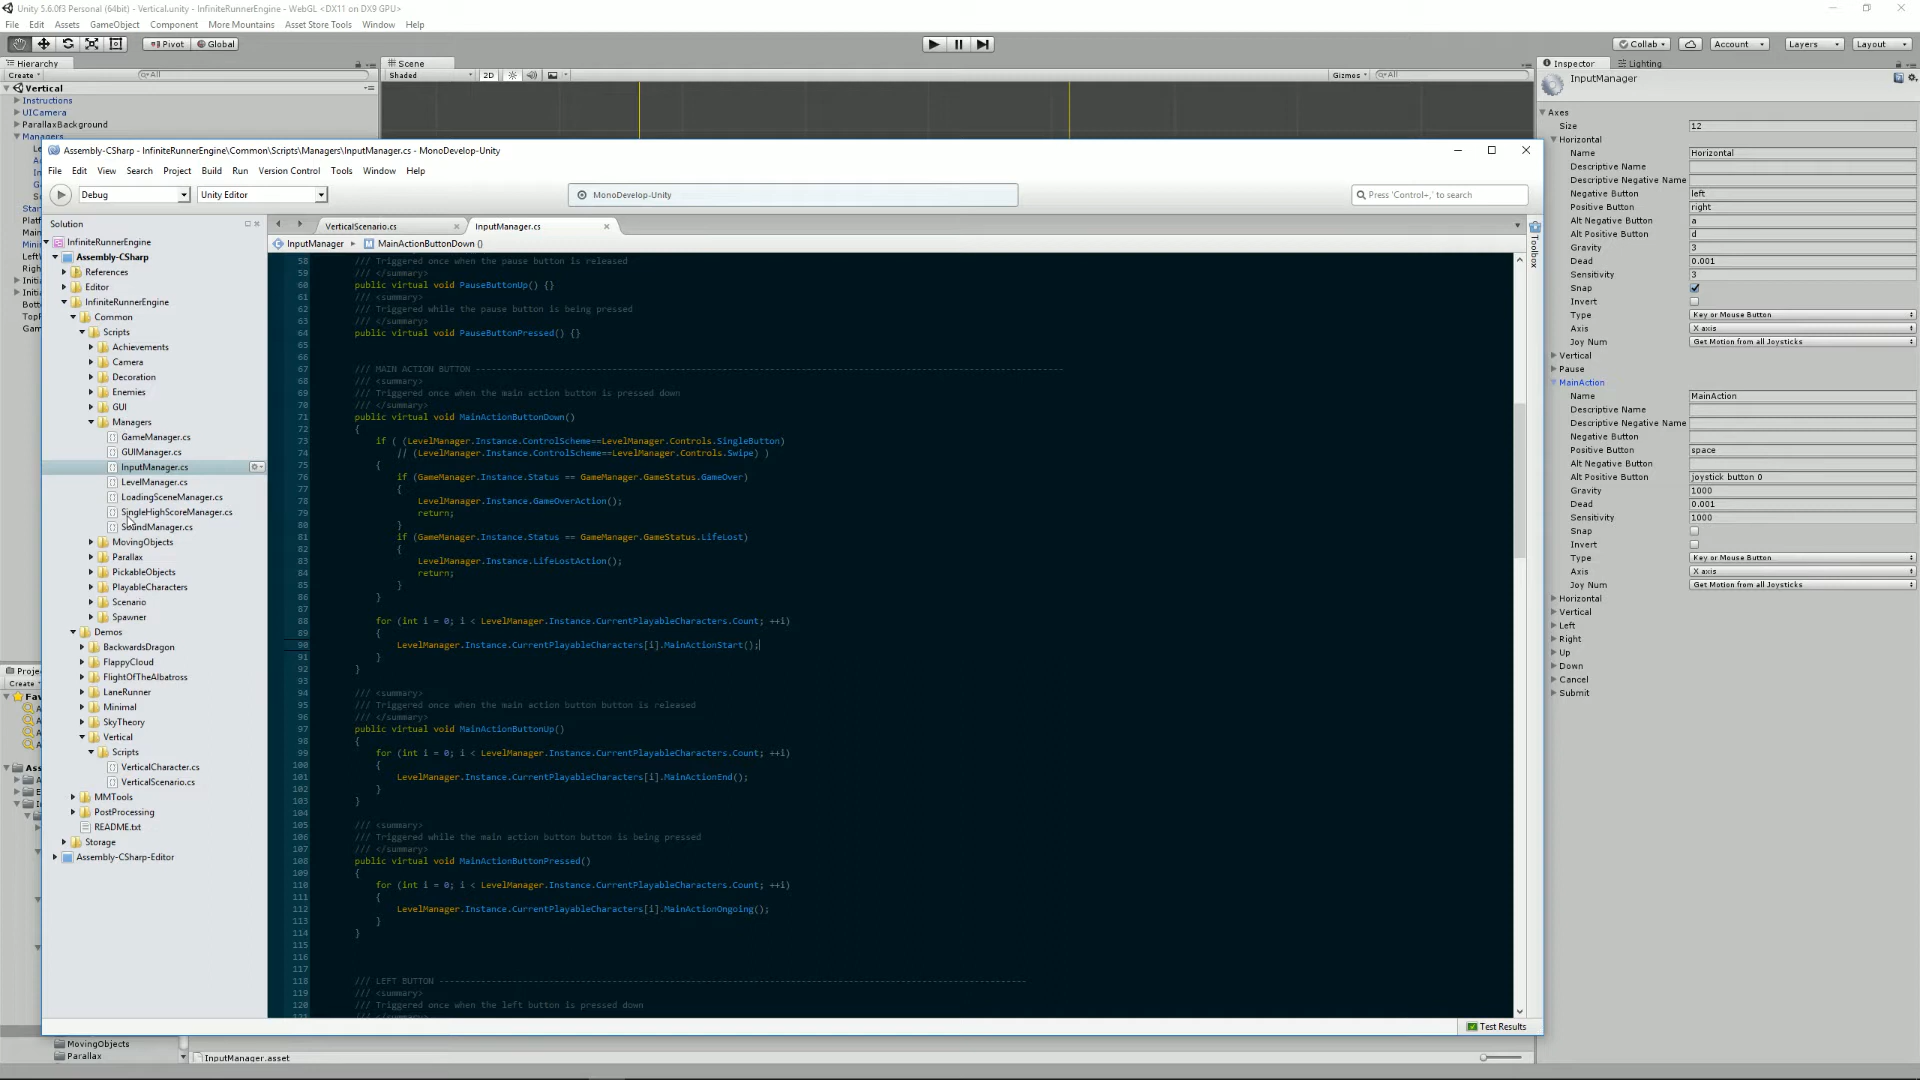 Unity 5.6.0f3 Personal (64bit) - Vertical.unity - InfiniteRunnerEngine - WebGL <DX11 on DX9 GPU>
File Edit Assets GameObject Component More Mountains Asset Store Tools Window Help
Pivot Global Collab Account Layers Layout
Hierarchy
Create All
Vertical
Instructions
UICamera
ParallaxBackground
Managers
Scene
Shaded 2D Gizmos All
Assembly-CSharp - InfiniteRunnerEngine\Common\Scripts\Managers\InputManager.cs - MonoDevelop-Unity
File Edit View Search Project Build Run Version Control Tools Window Help
Debug Unity Editor MonoDevelop-Unity Press 'Control+,' to search
Solution
InfiniteRunnerEngine
Assembly-CSharp
References
Editor
InfiniteRunnerEngine
Common
Scripts
Achievements
Camera
Decoration
Enemies
GUI
Managers
GameManager.cs
GUIManager.cs
InputManager.cs
LevelManager.cs
LoadingSceneManager.cs
SingleHighScoreManager.cs
SoundManager.cs
MovingObjects
Parallax
PickableObjects
PlayableCharacters
Scenario
Spawner
Demos
BackwardsDragon
FlappyCloud
FlightOfTheAlbatross
LaneRunner
Minimal
SkyTheory
Vertical
Scripts
VerticalCharacter.cs
VerticalScenario.cs
MMTools
PostProcessing
README.txt
Storage
Assembly-CSharp-Editor
VerticalScenario.cs InputManager.cs
InputManager MainActionButtonDown ()
Toolbox
58 /// Triggered once when the pause button is released
59 /// </summary>
60 public virtual void PauseButtonUp() {}
61 /// <summary>
62 /// Triggered while the pause button is being pressed
63 /// </summary>
64 public virtual void PauseButtonPressed() {}
65
66
67 /// MAIN ACTION BUTTON ----------------------------------------------------------------------------------------------------------------
68 /// <summary>
69 /// Triggered once when the main action button is pressed down
70 /// </summary>
71 public virtual void MainActionButtonDown()
72 {
73 if ( (LevelManager.Instance.ControlScheme==LevelManager.Controls.SingleButton)
74 // (LevelManager.Instance.ControlScheme==LevelManager.Controls.Swipe) )
75 {
76 if (GameManager.Instance.Status == GameManager.GameStatus.GameOver)
77 {
78 LevelManager.Instance.GameOverAction();
79 return;
80 }
81 if (GameManager.Instance.Status == GameManager.GameStatus.LifeLost)
82 {
83 LevelManager.Instance.LifeLostAction();
84 return;
85 }
86 }
87
88 for (int i = 0; i < LevelManager.Instance.CurrentPlayableCharacters.Count; ++i)
89 {
90 LevelManager.Instance.CurrentPlayableCharacters[i].MainActionStart();
91 }
92 }
93
94 /// <summary>
95 /// Triggered once when the main action button button is released
96 /// </summary>
97 public virtual void MainActionButtonUp()
98 {
99 for (int i = 0; i < LevelManager.Instance.CurrentPlayableCharacters.Count; ++i)
100 {
101 LevelManager.Instance.CurrentPlayableCharacters[i].MainActionEnd();
102 }
103 }
104
105 /// <summary>
106 /// Triggered while the main action button button is being pressed
107 /// </summary>
108 public virtual void MainActionButtonPressed()
109 {
110 for (int i = 0; i < LevelManager.Instance.CurrentPlayableCharacters.Count; ++i)
111 {
112 LevelManager.Instance.CurrentPlayableCharacters[i].MainActionOngoing();
113 }
114 }
115
116
117
118 /// LEFT BUTTON ----------------------------------------------------------------------------------------------------------------
119 /// <summary>
120 /// Triggered once when the left button is pressed down
Test Results
Inspector Lighting
InputManager
Axes
Size 12
Horizontal
Name Horizontal
Descriptive Name
Descriptive Negative Name
Negative Button left
Positive Button right
Alt Negative Button a
Alt Positive Button d
Gravity 3
Dead 0.001
Sensitivity 3
Snap
Invert
Type Key or Mouse Button
Axis X axis
Joy Num Get Motion from all Joysticks
Vertical
Pause
MainAction
Name MainAction
Descriptive Name
Descriptive Negative Name
Negative Button
Positive Button space
Alt Negative Button
Alt Positive Button joystick button 0
Gravity 1000
Dead 0.001
Sensitivity 1000
Snap
Invert
Type Key or Mouse Button
Axis X axis
Joy Num Get Motion from all Joysticks
Horizontal
Vertical
Left
Right
Up
Down
Cancel
Submit
MovingObjects
Parallax
InputManager.asset